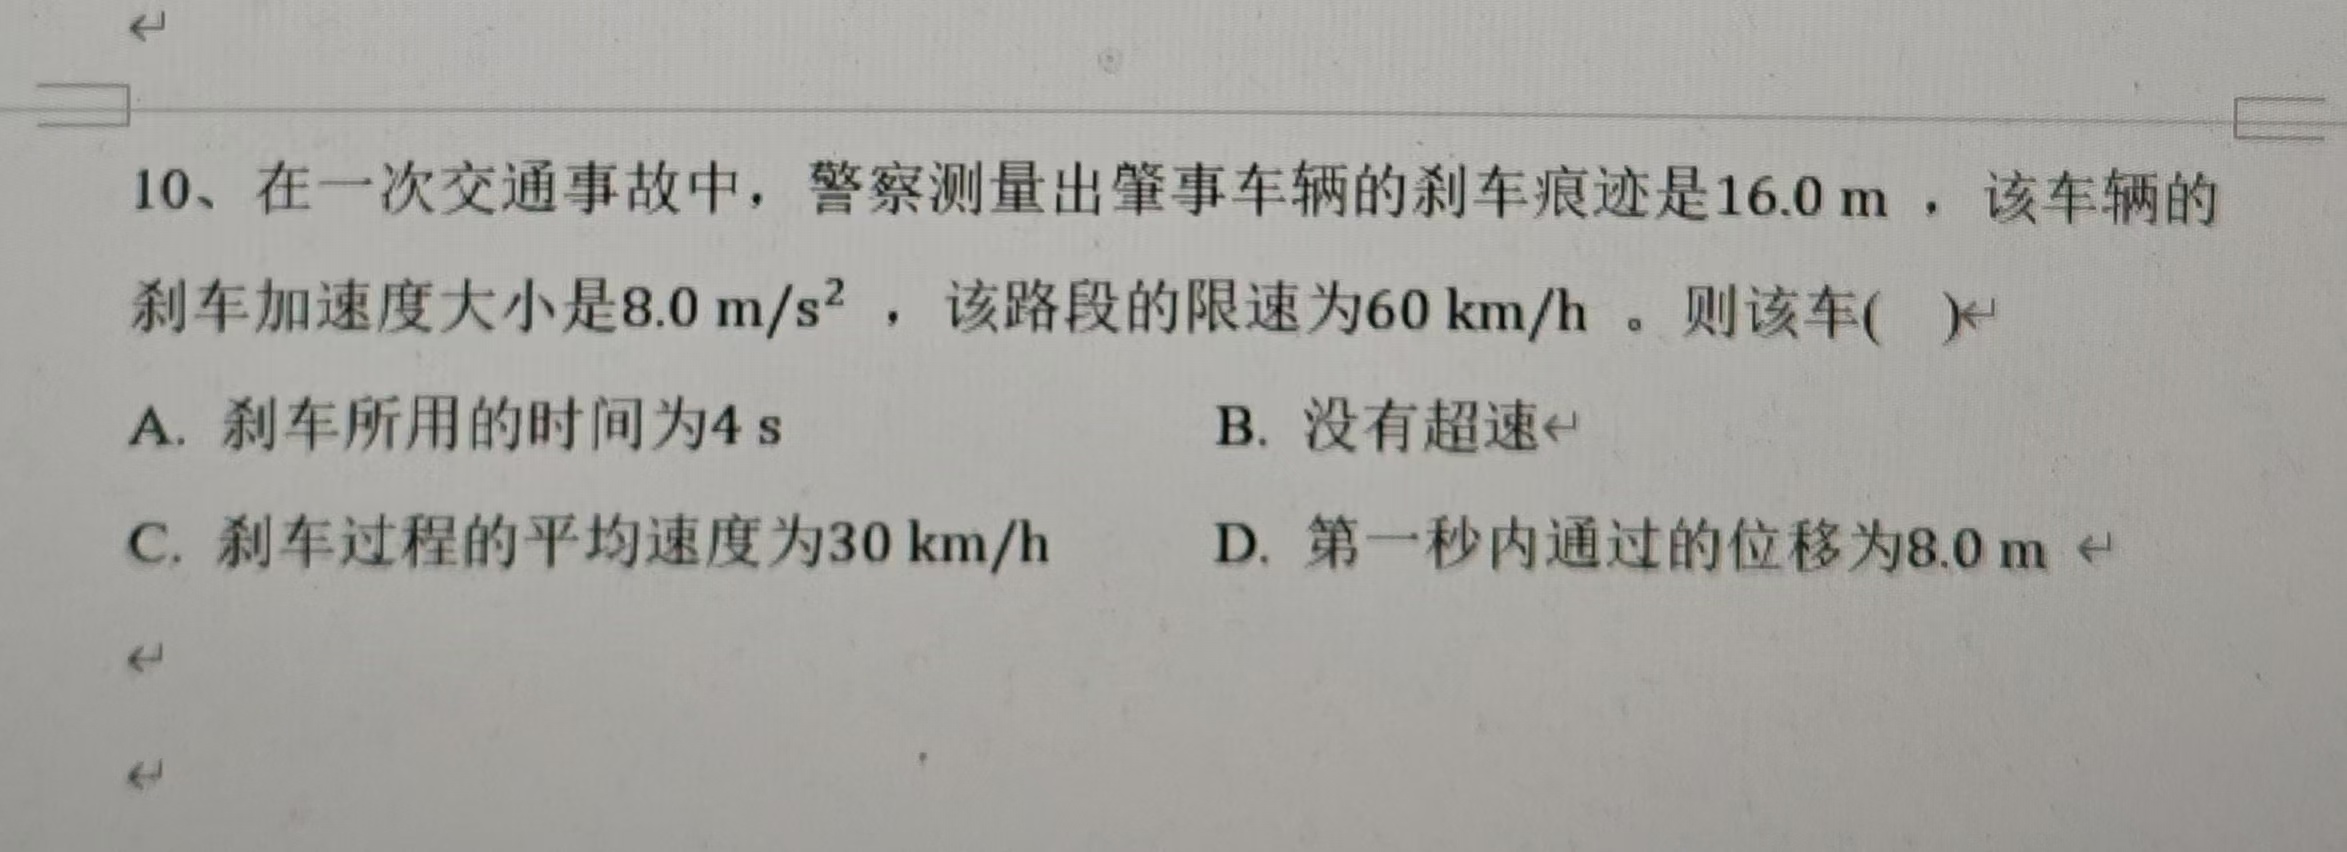 10、在一次交通事故中，警察测量出肇事车辆的刹车痕迹是16.0 m ，该车辆的
刹车加速度大小是8.0 m/s² ，该路段的限速为60 km/h 。则该车( )↵
A. 刹车所用的时间为4 s B. 没有超速↵
C. 刹车过程的平均速度为30 km/h D. 第一秒内通过的位移为8.0 m ↵